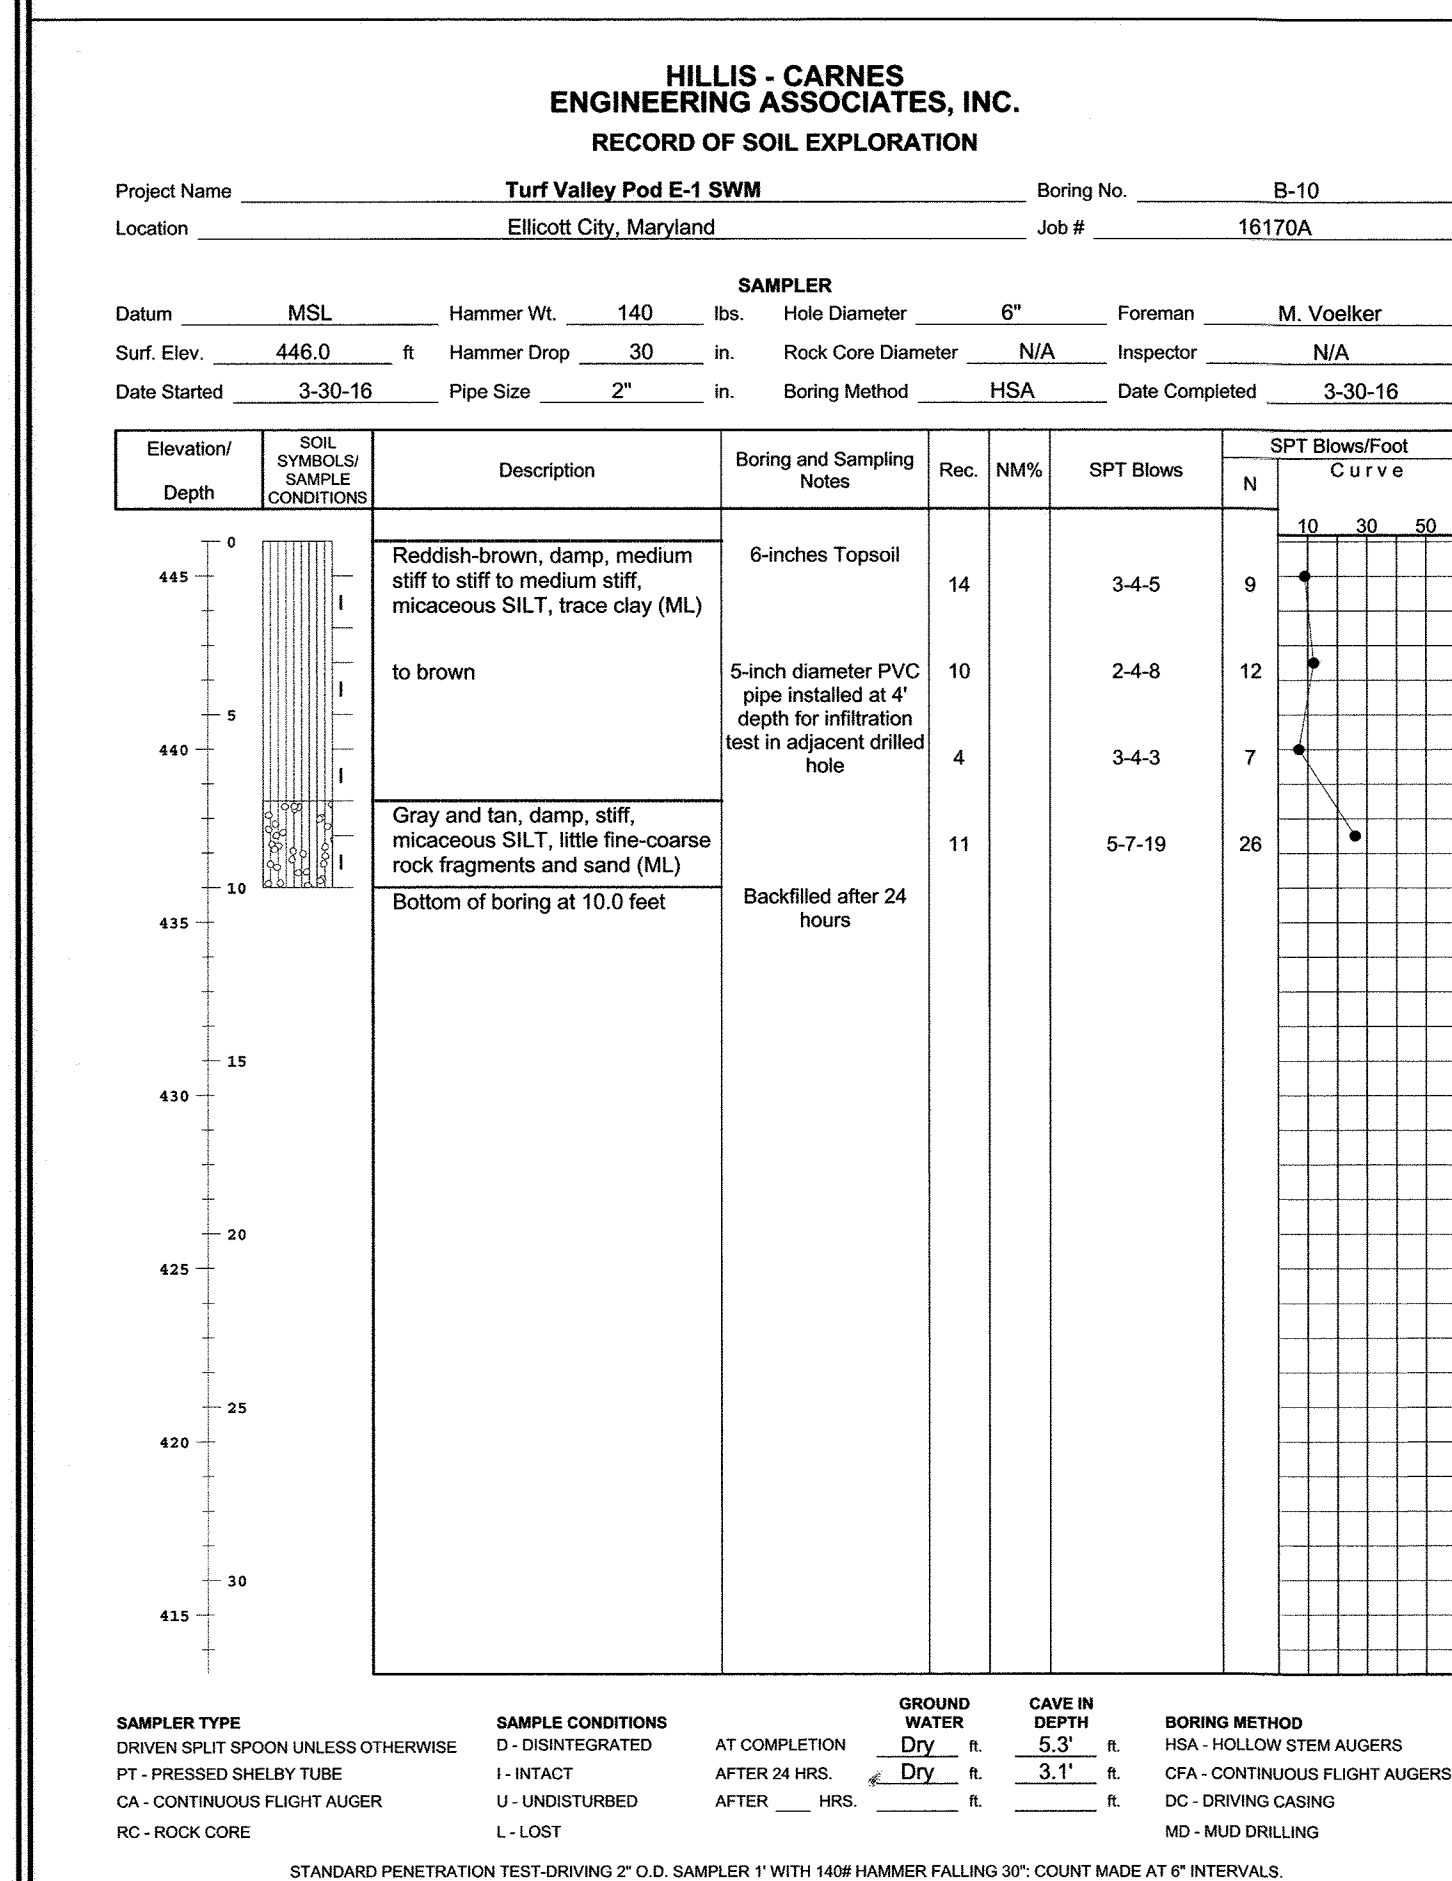 HILLIS - CARNES
ENGINEERING ASSOCIATES, INC.
RECORD OF SOIL EXPLORATION
Project Name Turf Valley Pod E-1 SWM Boring No. B-10
Location Ellicott City, Maryland Job # 16170A
SAMPLER
Datum MSL Hammer Wt. 140 lbs. Hole Diameter 6" Foreman M. Voelker
Surf. Elev. 446.0 ft Hammer Drop 30 in. Rock Core Diameter N/A Inspector N/A
Date Started 3-30-16 Pipe Size 2" in. Boring Method HSA Date Completed 3-30-16
Elevation/
Depth
SOIL
SYMBOLS/
SAMPLE
CONDITIONS
Description
Boring and Sampling
Notes
Rec.
NM%
SPT Blows
SPT Blows/Foot
N
Curve
10 30 50
0
445
Reddish-brown, damp, medium
stiff to stiff to medium stiff,
micaceous SILT, trace clay (ML)
6-inches Topsoil
I
14
3-4-5
9
to brown
5-inch diameter PVC
pipe installed at 4'
depth for infiltration
test in adjacent drilled
hole
I
10
2-4-8
12
5
440
I
4
3-4-3
7
Gray and tan, damp, stiff,
micaceous SILT, little fine-coarse
rock fragments and sand (ML)
I
11
5-7-19
26
10
Bottom of boring at 10.0 feet
Backfilled after 24
hours
435
15
430
20
425
25
420
30
415
SAMPLER TYPE
DRIVEN SPLIT SPOON UNLESS OTHERWISE
PT - PRESSED SHELBY TUBE
CA - CONTINUOUS FLIGHT AUGER
RC - ROCK CORE
SAMPLE CONDITIONS
D - DISINTEGRATED
I - INTACT
U - UNDISTURBED
L - LOST
GROUND
WATER
CAVE IN
DEPTH
AT COMPLETION Dry ft. 5.3' ft.
AFTER 24 HRS. Dry ft. 3.1' ft.
AFTER ___ HRS. ft. ft.
BORING METHOD
HSA - HOLLOW STEM AUGERS
CFA - CONTINUOUS FLIGHT AUGERS
DC - DRIVING CASING
MD - MUD DRILLING
STANDARD PENETRATION TEST-DRIVING 2" O.D. SAMPLER 1' WITH 140# HAMMER FALLING 30": COUNT MADE AT 6" INTERVALS.